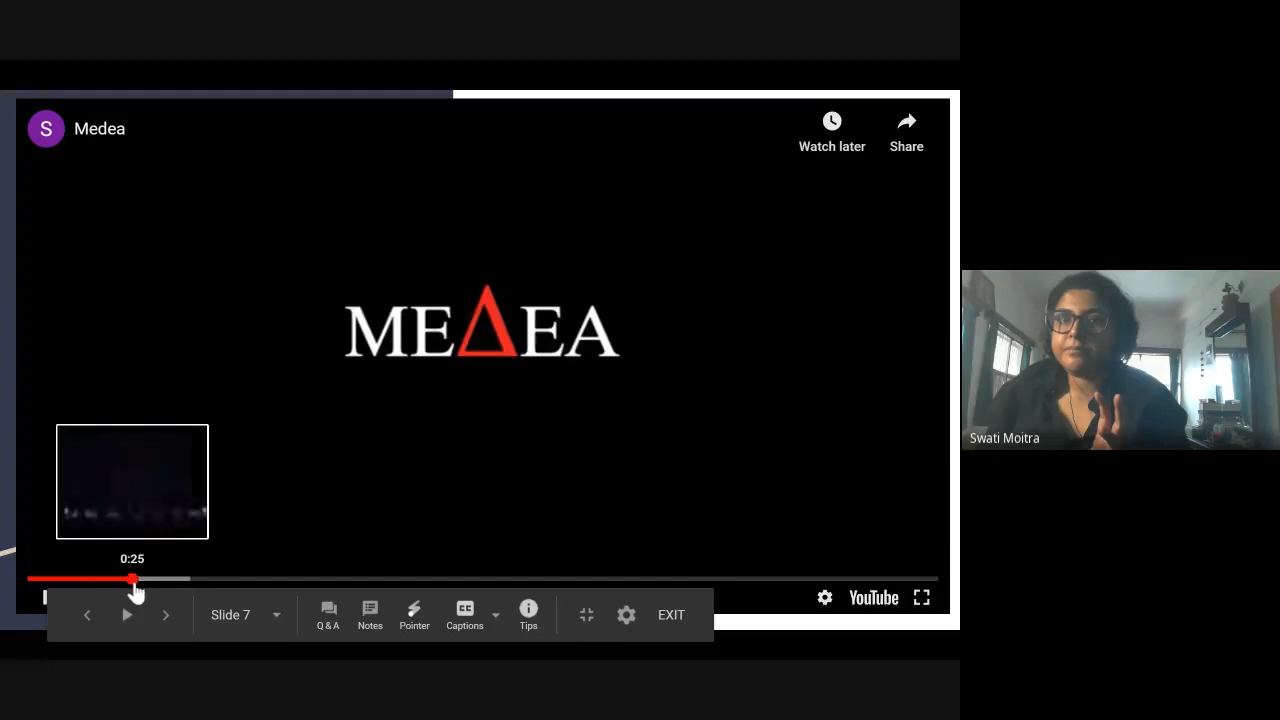 S Medea
Watch later Share
MEΔEA
Swati Moitra
0:25
YouTube
Slide 7
Q & A Notes Pointer Captions Tips
EXIT